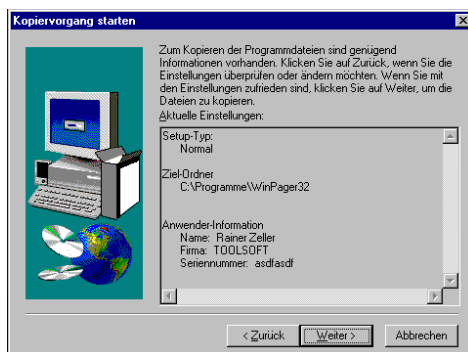 Kopiervorgang starten
Zum Kopieren der Programmdateien sind genügend
Informationen vorhanden. Klicken Sie auf Zurück, wenn Sie die
Einstellungen überprüfen oder ändern möchten. Wenn Sie mit
den Einstellungen zufrieden sind, klicken Sie auf Weiter, um die
Dateien zu kopieren.
Aktuelle Einstellungen:
Setup-Typ:
Normal
Ziel-Ordner
C:\Programme\WinPager32
Anwender-Information
Name: Rainer Zeller
Firma: TOOLSOFT
Seriennummer: asdfasdf
< Zurück
Weiter >
Abbrechen